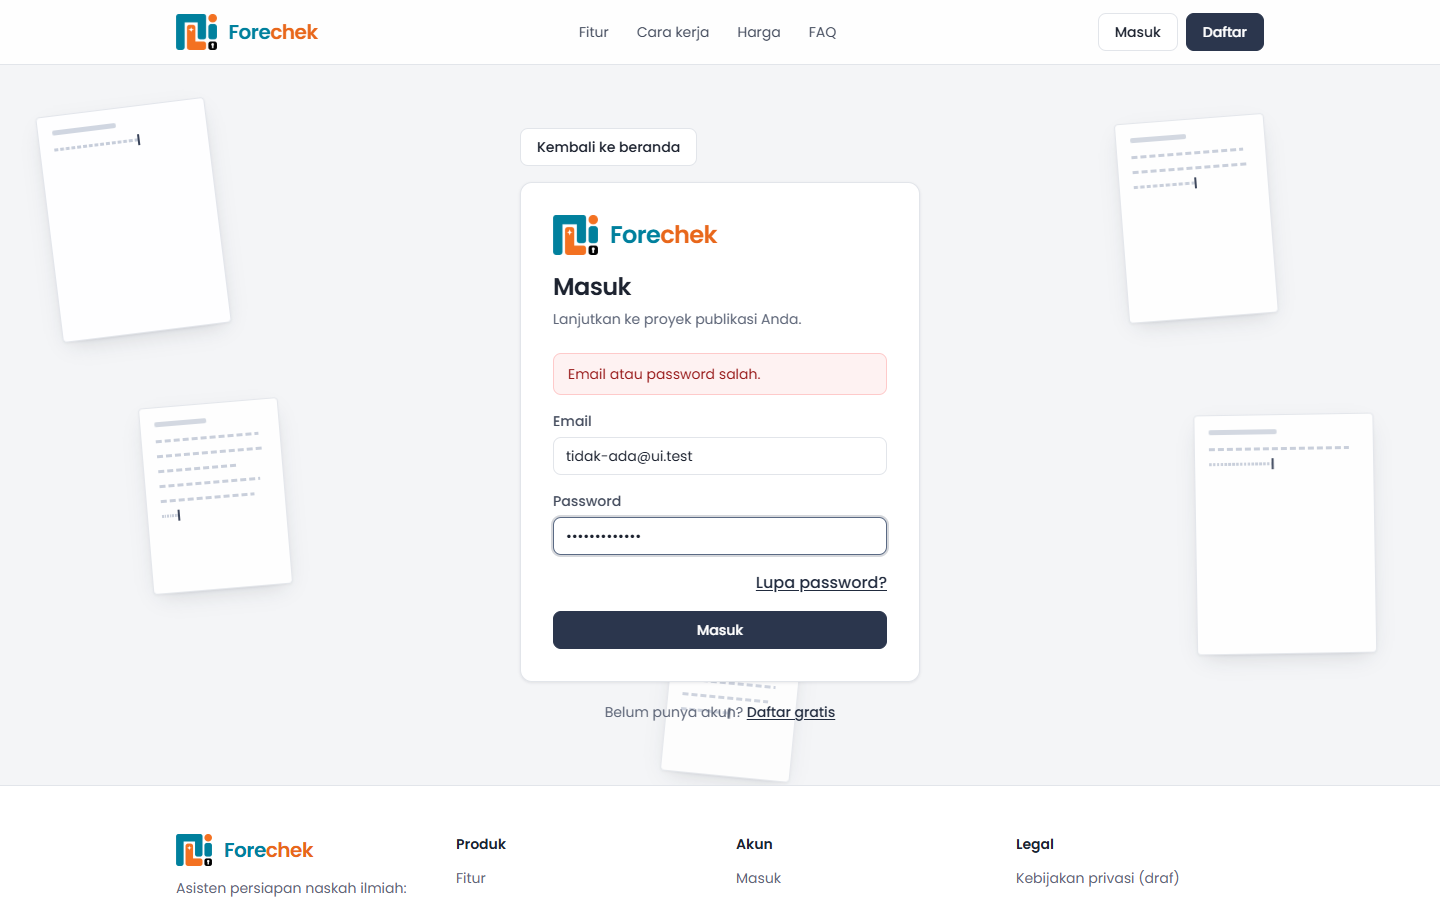 Forechek
Fitur
Cara kerja
Harga
FAQ
Masuk
Daftar
Kembali ke beranda
Forechek
Masuk
Lanjutkan ke proyek publikasi Anda.
Email atau password salah.
Email
tidak-ada@ui.test
Password
•••••••••••••
Lupa password?
Masuk
Belum punya akun? Daftar gratis
Forechek
Asisten persiapan naskah ilmiah:
Produk
Fitur
Akun
Masuk
Legal
Kebijakan privasi (draf)